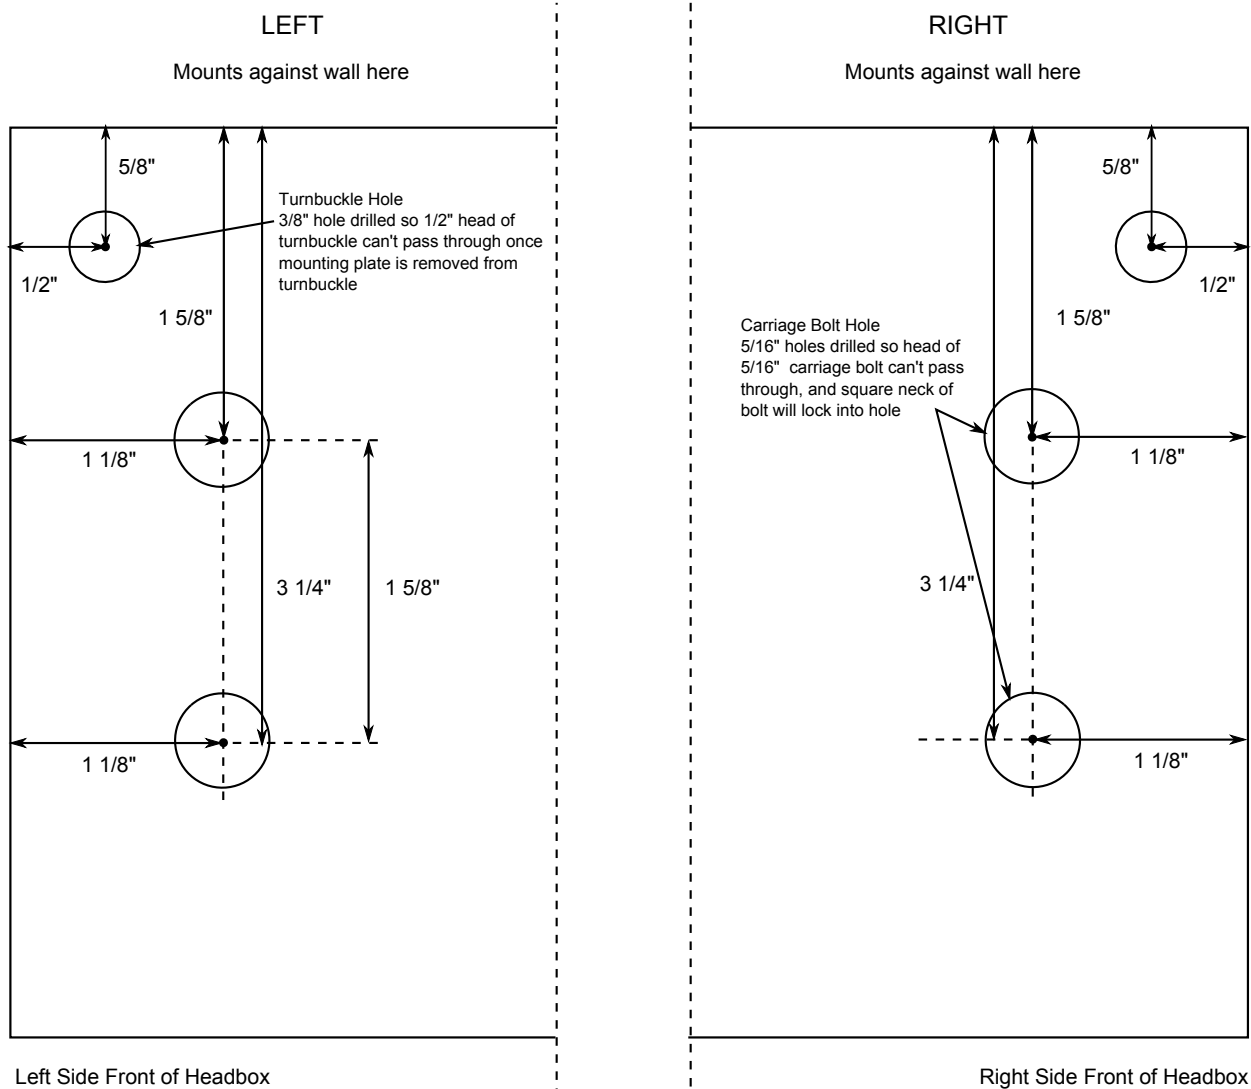 LEFT
Mounts against wall here
5/8"
Turnbuckle Hole
3/8" hole drilled so 1/2" head of
turnbuckle can't pass through once
mounting plate is removed from
turnbuckle
1/2"
1 5/8"
1 1/8"
3 1/4"
1 5/8"
1 1/8"
Left Side Front of Headbox
RIGHT
Mounts against wall here
5/8"
1/2"
1 5/8"
Carriage Bolt Hole
5/16" holes drilled so head of
5/16"  carriage bolt can't pass
through, and square neck of
bolt will lock into hole
1 1/8"
3 1/4"
1 1/8"
Right Side Front of Headbox